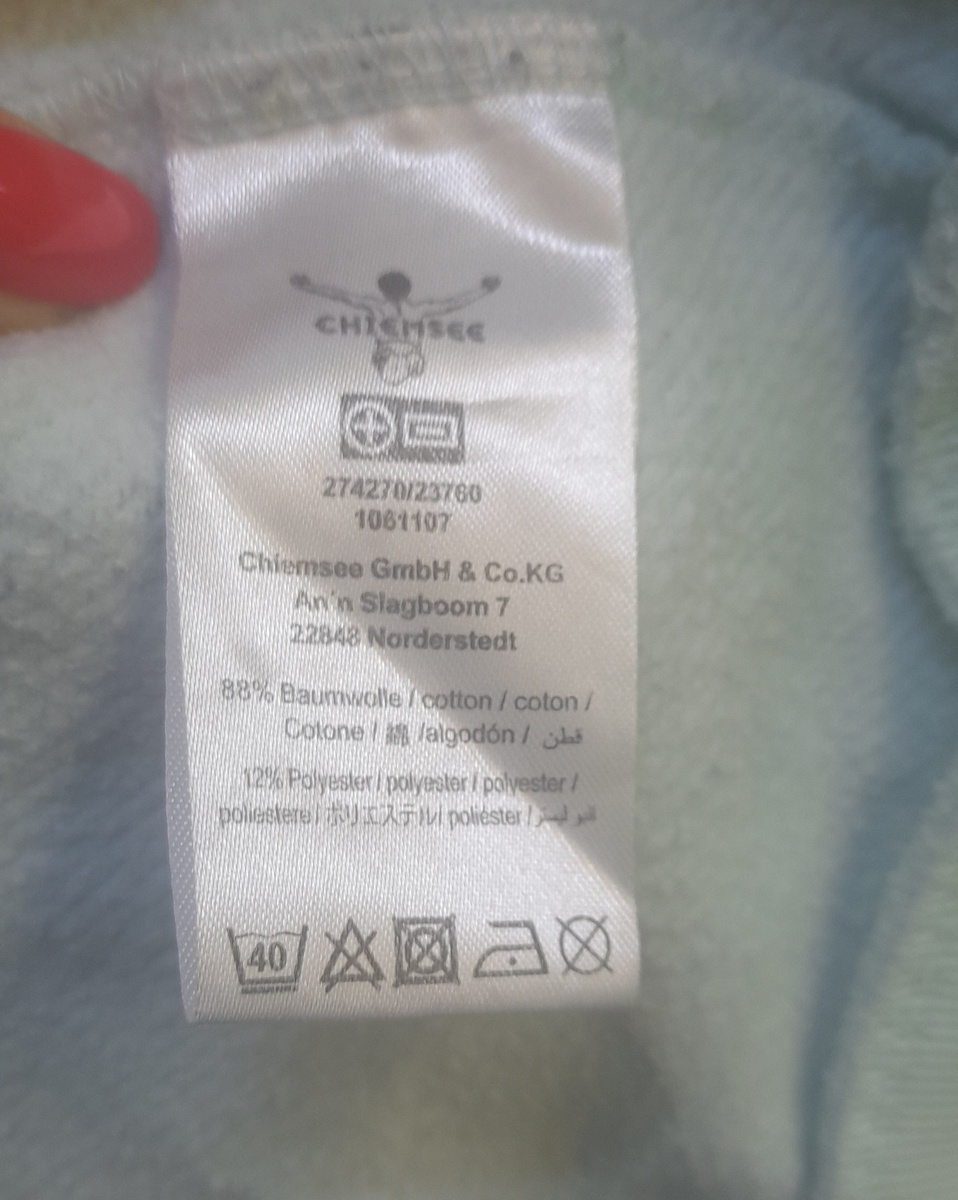 CHIEMSEE
274270/23760
1061107
Chiemsee GmbH & Co.KG
An'n Slagboom 7
22848 Norderstedt
88% Baumwolle / cotton / coton /
Cotone / 綿 /algodón / قطن
12% Polyester / polyester / polyester /
poliestere / ポリエステル/ poliéster /
40